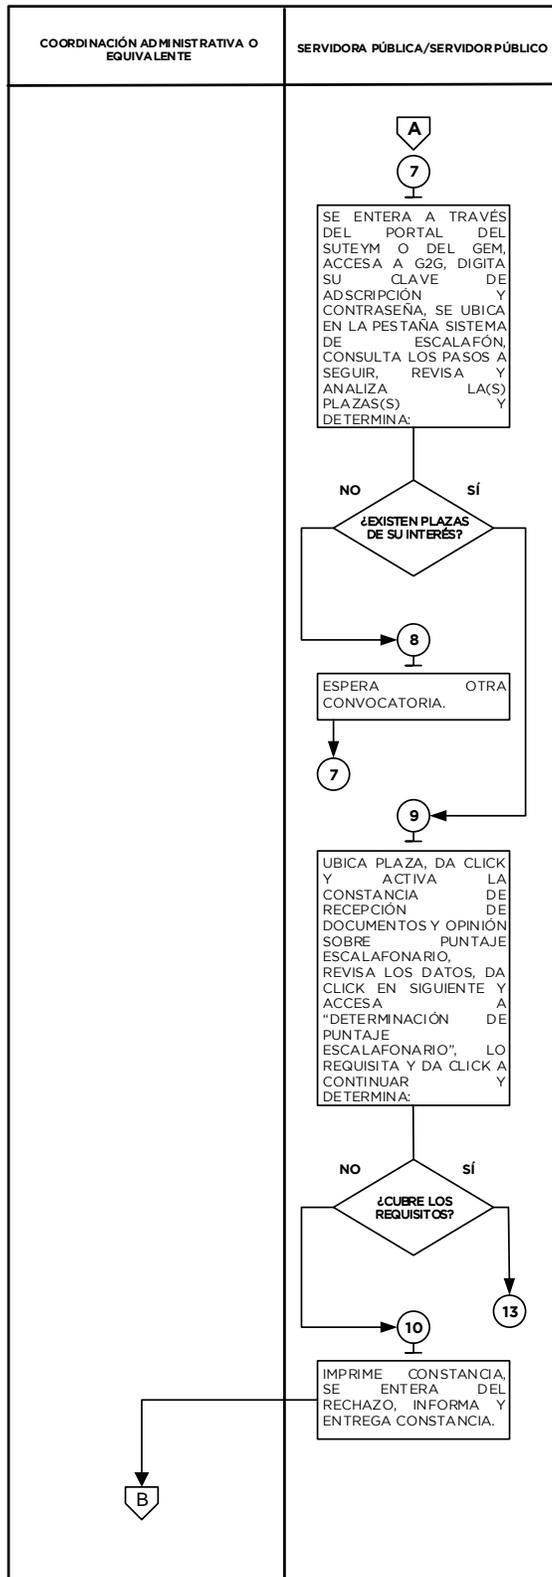 COORDINACIÓN ADMINISTRATIVA O
EQUIVALENTE
SERVIDORA PÚBLICA/SERVIDOR PÚBLICO
A
7
SE ENTERA A TRAVÉS
DEL PORTAL DEL
SUTEYM O DEL GEM,
ACCESA A G2G, DIGITA
SU CLAVE DE
ADSCRIPCIÓN Y
CONTRASEÑA, SE UBICA
EN LA PESTAÑA SISTEMA
DE ESCALAFÓN,
CONSULTA LOS PASOS A
SEGUIR, REVISA Y
ANALIZA LA(S)
PLAZAS(S) Y
DETERMINA:
NO
SÍ
¿EXISTEN PLAZAS
DE SU INTERÉS?
8
ESPERA OTRA
CONVOCATORIA.
7
9
UBICA PLAZA, DA CLICK
Y ACTIVA LA
CONSTANCIA DE
RECEPCIÓN DE
DOCUMENTOS Y OPINIÓN
SOBRE PUNTAJE
ESCALAFONARIO,
REVISA LOS DATOS, DA
CLICK EN SIGUIENTE Y
ACCESA A
“DETERMINACIÓN DE
PUNTAJE
ESCALAFONARIO”, LO
REQUISITA Y DA CLICK A
CONTINUAR Y
DETERMINA:
NO
SÍ
¿CUBRE LOS
REQUISITOS?
13
10
IMPRIME CONSTANCIA,
SE ENTERA DEL
RECHAZO, INFORMA Y
ENTREGA CONSTANCIA.
B